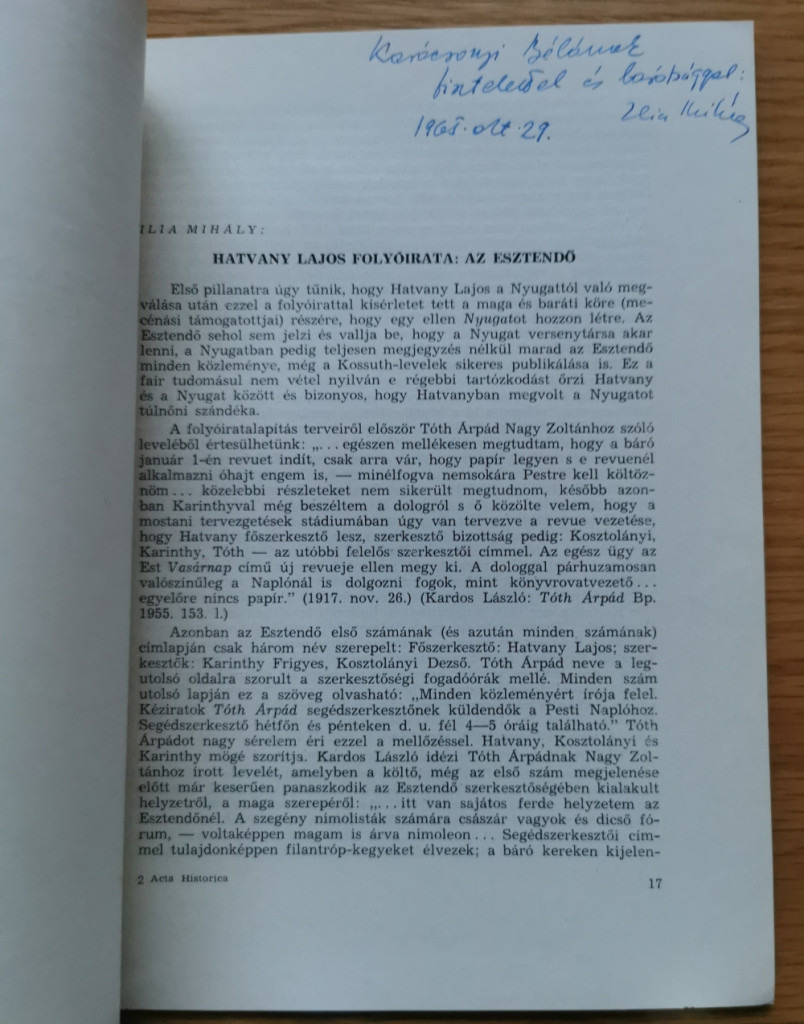 Karácsonyi Bélának
tisztelettel és barátsággal:
Ilia Mihály
1965. okt. 29.
ILIA MIHÁLY:
HATVANY LAJOS FOLYÓIRATA: AZ ESZTENDŐ
Első pillanatra úgy tűnik, hogy Hatvany Lajos a Nyugattól való meg-
válása után ezzel a folyóirattal kísérletet tett a maga és baráti köre (me-
cénási támogatottjai) részére, hogy egy ellen Nyugatot hozzon létre. Az
Esztendő sehol sem jelzi és vallja be, hogy a Nyugat versenytársa akar
lenni, a Nyugatban pedig teljesen megjegyzés nélkül marad az Esztendő
minden közleménye, még a Kossuth-levelek sikeres publikálása is. Ez a
fair tudomásul nem vétel nyilván e régebbi tartózkodást őrzi Hatvany
és a Nyugat között és bizonyos, hogy Hatvanyban megvolt a Nyugatot
túlnőni szándéka.
A folyóiratalapítás terveiről először Tóth Árpád Nagy Zoltánhoz szóló
leveléből értesülhetünk: „... egészen mellékesen megtudtam, hogy a báró
január 1-én revuet indít, csak arra vár, hogy papír legyen s e revuenél
alkalmazni óhajt engem is, — minélfogva nemsokára Pestre kell költöz-
nöm ... közelebbi részleteket nem sikerült megtudnom, később azon-
ban Karinthyval még beszéltem a dologról s ő közölte velem, hogy a
mostani tervezgetések stádiumában úgy van tervezve a revue vezetése,
hogy Hatvany főszerkesztő lesz, szerkesztő bizottság pedig: Kosztolányi,
Karinthy, Tóth — az utóbbi felelős szerkesztői címmel. Az egész ügy az
Est Vasárnap című új revueje ellen megy ki. A dologgal párhuzamosan
valószínűleg a Naplónál is dolgozni fogok, mint könyvrovatvezető ...
egyelőre nincs papír.” (1917. nov. 26.) (Kardos László: Tóth Árpád Bp.
1955. 153. l.)
Azonban az Esztendő első számának (és azután minden számának)
címlapján csak három név szerepelt: Főszerkesztő: Hatvany Lajos; szer-
kesztők: Karinthy Frigyes, Kosztolányi Dezső. Tóth Árpád neve a leg-
utolsó oldalra szorult a szerkesztőségi fogadóórák mellé. Minden szám
utolsó lapján ez a szöveg olvasható: „Minden közleményért írója felel.
Kéziratok Tóth Árpád segédszerkesztőnek küldendők a Pesti Naplóhoz.
Segédszerkesztő hétfőn és pénteken d. u. fél 4—5 óráig található.” Tóth
Árpádot nagy sérelem éri ezzel a mellőzéssel. Hatvany, Kosztolányi és
Karinthy mögé szorítja. Kardos László idézi Tóth Árpádnak Nagy Zol-
tánhoz írott levelét, amelyben a költő, még az első szám megjelenése
előtt már keserűen panaszkodik az Esztendő szerkesztőségében kialakult
helyzetről, a maga szerepéről: „... itt van sajátos ferde helyzetem az
Esztendőnél. A szegény nimolisták számára császár vagyok és dicső fó-
rum, — voltaképpen magam is árva nimoleon ... Segédszerkesztői cím-
mel tulajdonképpen filantróp-kegyeket élvezek; a báró kereken kijelen-
2 Acta Historica
17